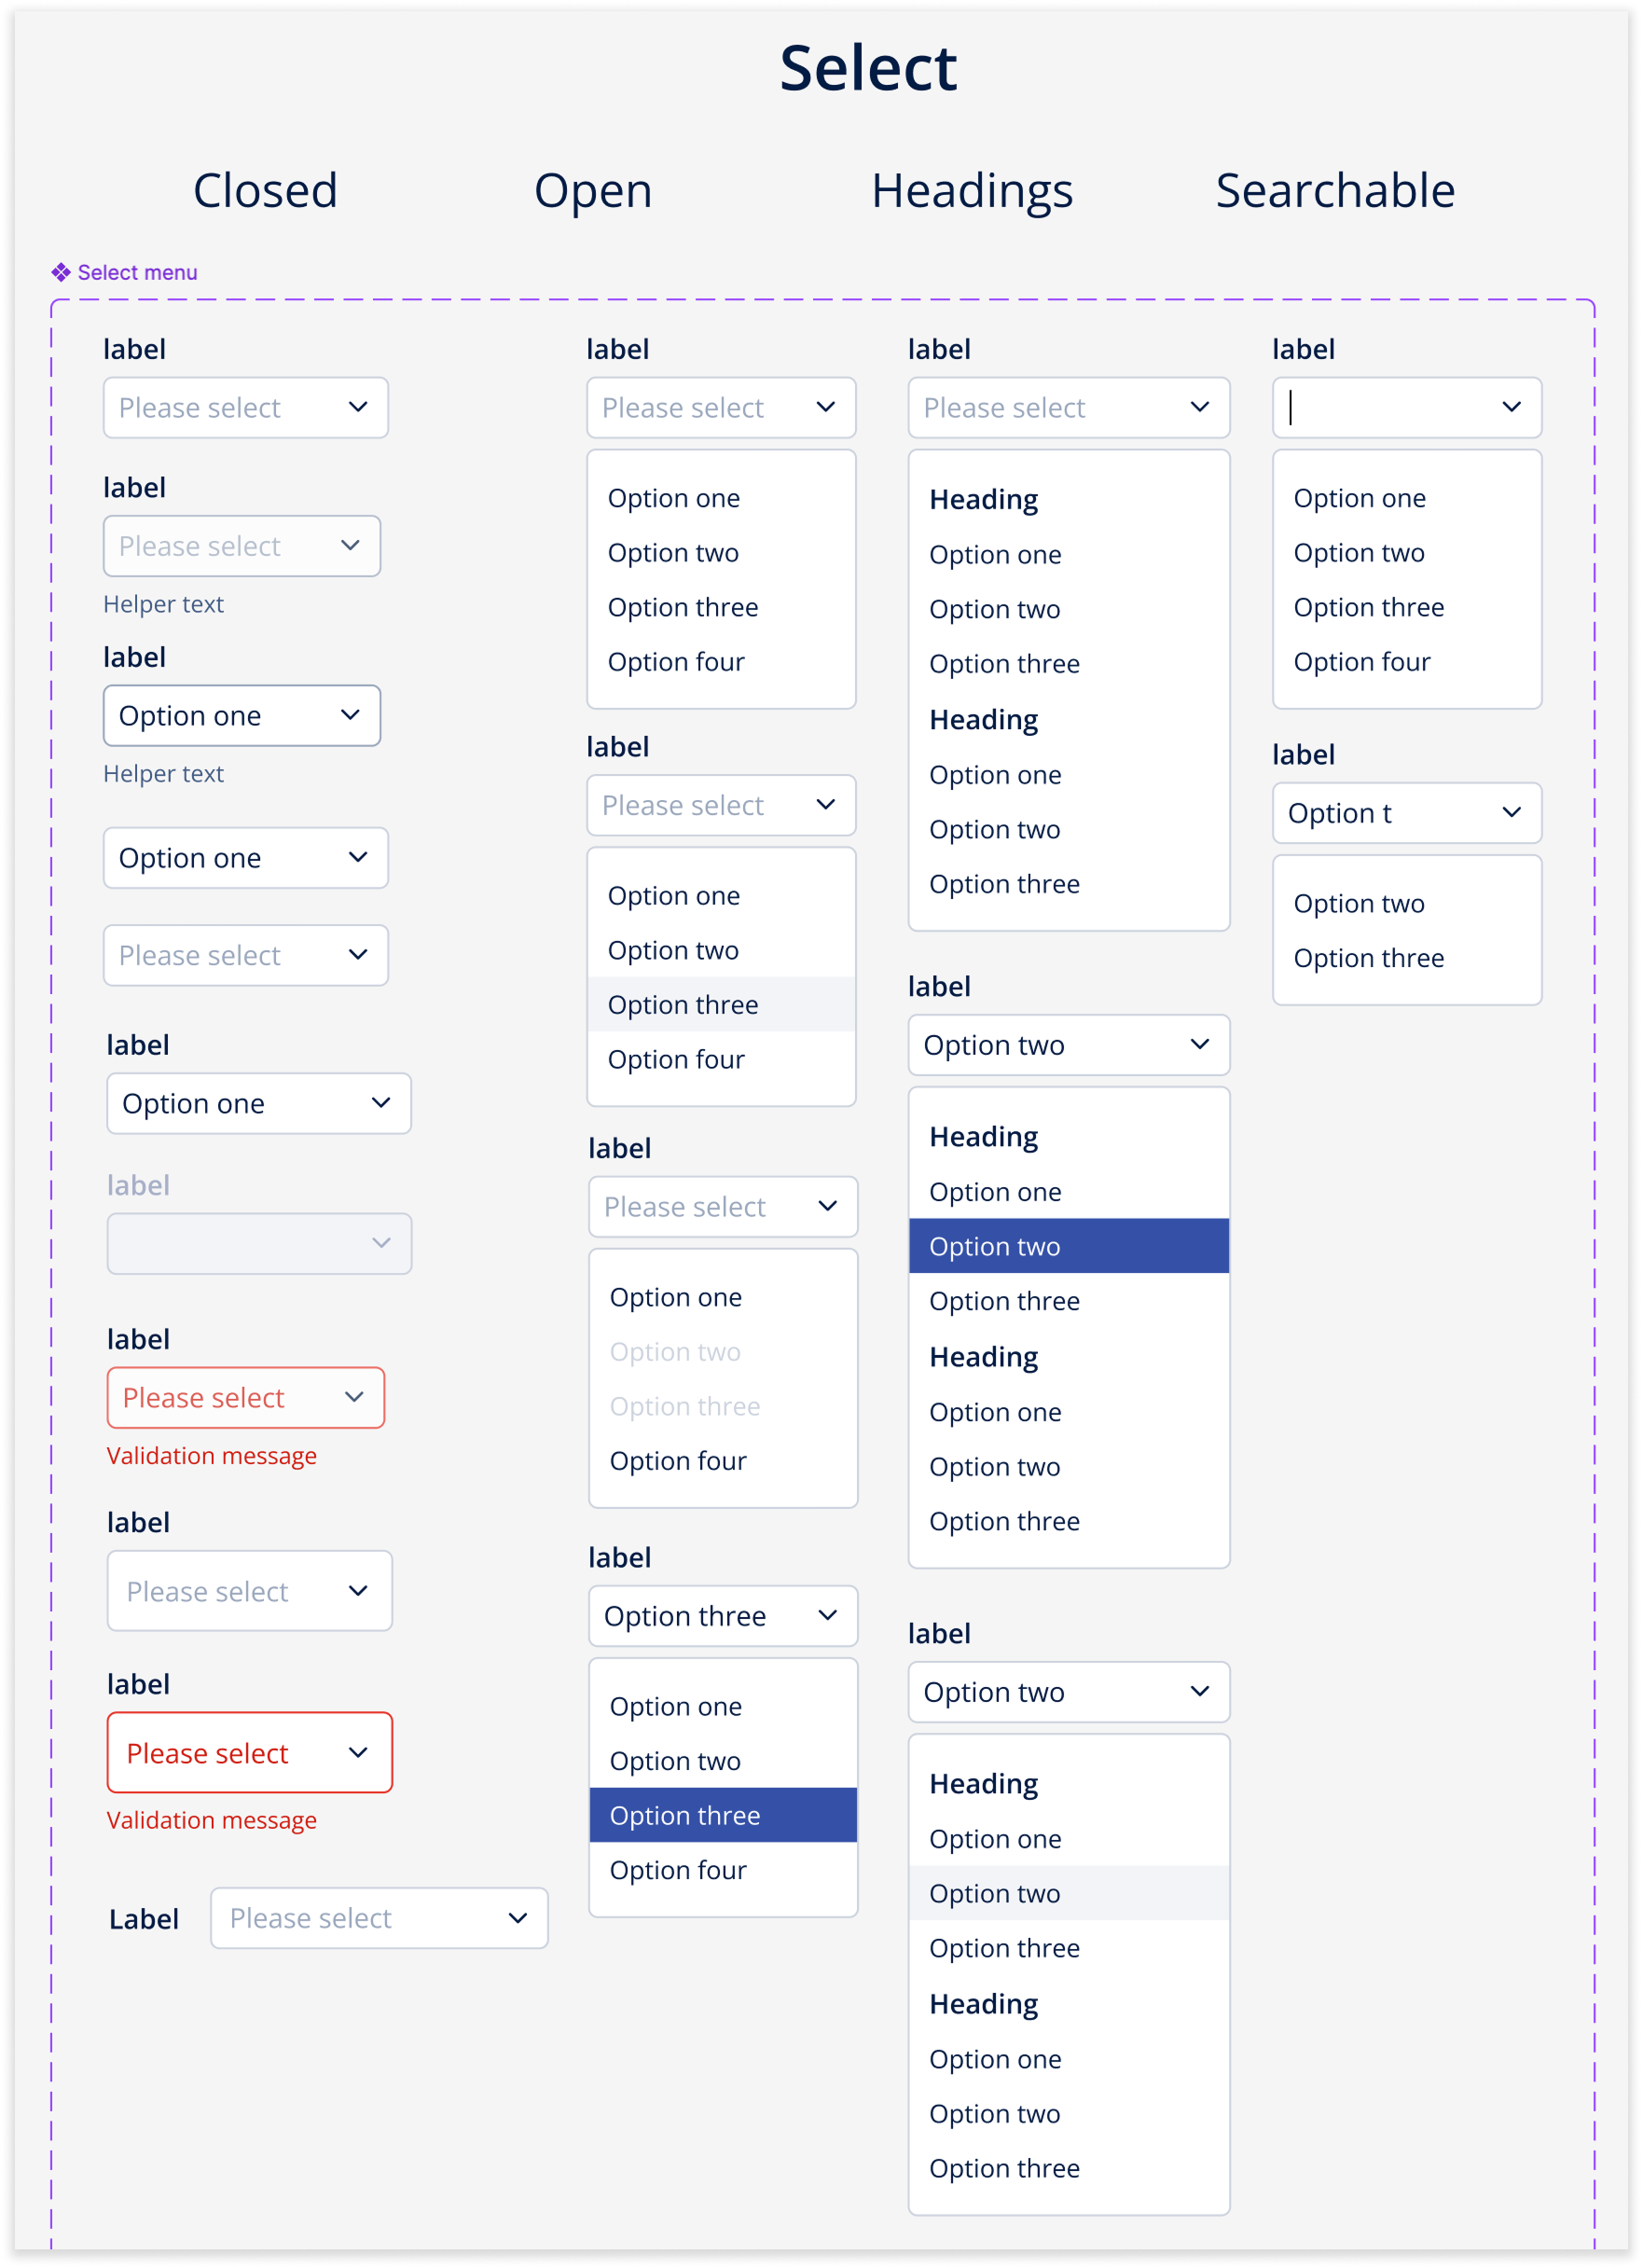 Select
Closed
Open
Headings
Searchable
Select menu
label
Please select
label
Please select
Helper text
label
Option one
Helper text
Option one
Please select
label
Option one
label
label
Please select
Validation message
label
Please select
label
Please select
Validation message
Label
Please select
label
Please select
Option one
Option two
Option three
Option four
label
Please select
Option one
Option two
Option three
Option four
label
Please select
Option one
Option two
Option three
Option four
label
Option three
Option one
Option two
Option three
Option four
label
Please select
Heading
Option one
Option two
Option three
Heading
Option one
Option two
Option three
label
Option two
Heading
Option one
Option two
Option three
Heading
Option one
Option two
Option three
label
Option two
Heading
Option one
Option two
Option three
Heading
Option one
Option two
Option three
label
Option one
Option two
Option three
Option four
label
Option t
Option two
Option three